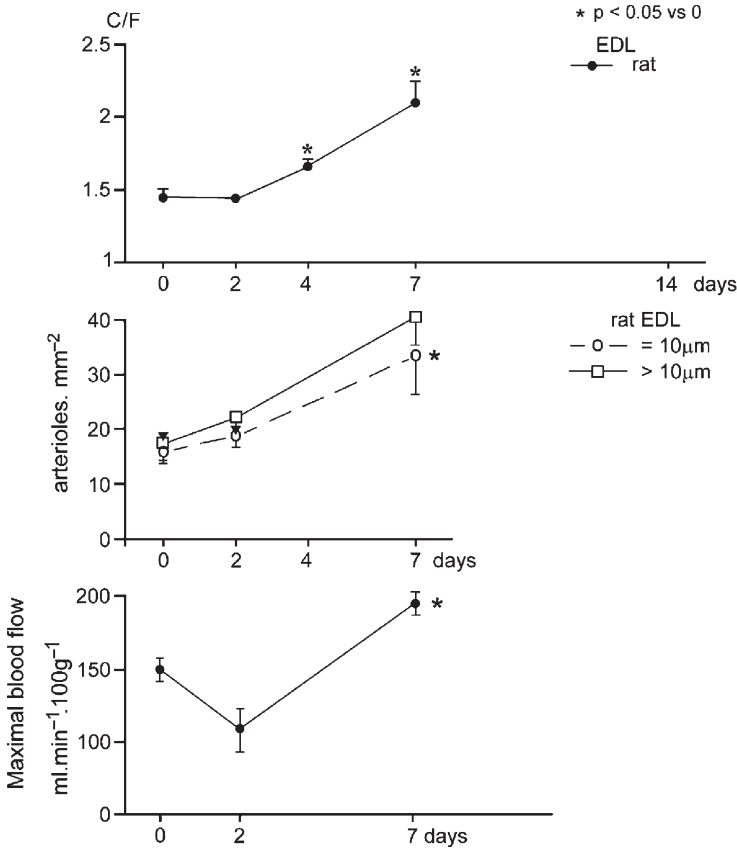 C/F
* p < 0.05 vs 0
EDL
rat
2.5
2
1.5
1
*
*
0 2 4 7 14 days
arterioles. mm⁻²
rat EDL
= 10μm
> 10μm
40
30
20
10
0
*
0 2 4 7 days
Maximal blood flow
ml.min⁻¹.100g⁻¹
200
150
100
0
*
0 2 7 days